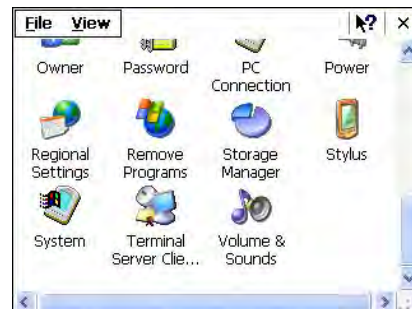 File View
Owner Password PC Connection Power
Regional Settings Remove Programs Storage Manager Stylus
System Terminal Server Clie... Volume & Sounds